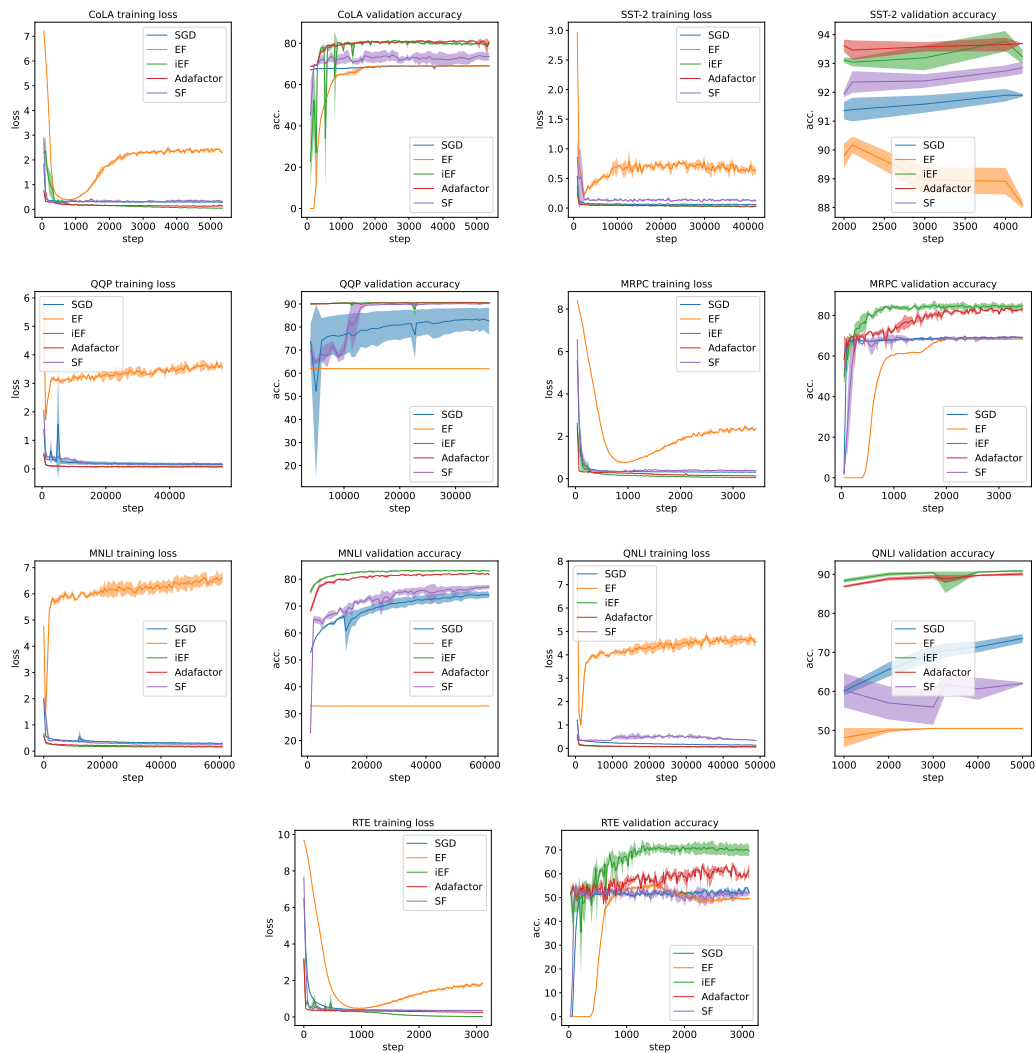 CoLA training loss
7
6
5
4
3
2
1
0
loss
SGD
EF
iEF
Adafactor
SF
0 1000 2000 3000 4000 5000
step
CoLA validation accuracy
80
60
40
20
0
acc.
SGD
EF
iEF
Adafactor
SF
0 1000 2000 3000 4000 5000
step
SST-2 training loss
3.0
2.5
2.0
1.5
1.0
0.5
0.0
loss
SGD
EF
iEF
Adafactor
SF
0 10000 20000 30000 40000
step
SST-2 validation accuracy
94
93
92
91
90
89
88
acc.
SGD
EF
iEF
Adafactor
SF
2000 2500 3000 3500 4000
step
QQP training loss
6
5
4
3
2
1
0
loss
SGD
EF
iEF
Adafactor
SF
0 20000 40000
step
QQP validation accuracy
90
80
70
60
50
40
30
20
acc.
SGD
EF
iEF
Adafactor
SF
10000 20000 30000
step
MRPC training loss
8
6
4
2
0
loss
SGD
EF
iEF
Adafactor
SF
0 1000 2000 3000
step
MRPC validation accuracy
80
60
40
20
0
acc.
SGD
EF
iEF
Adafactor
SF
0 1000 2000 3000
step
MNLI training loss
7
6
5
4
3
2
1
0
loss
SGD
EF
iEF
Adafactor
SF
0 20000 40000 60000
step
MNLI validation accuracy
80
70
60
50
40
30
20
acc.
SGD
EF
iEF
Adafactor
SF
0 20000 40000 60000
step
QNLI training loss
8
7
6
5
4
3
2
1
0
loss
SGD
EF
iEF
Adafactor
SF
0 10000 20000 30000 40000 50000
step
QNLI validation accuracy
90
80
70
60
50
acc.
SGD
EF
iEF
Adafactor
SF
1000 2000 3000 4000 5000
step
RTE training loss
10
8
6
4
2
0
loss
SGD
EF
iEF
Adafactor
SF
0 1000 2000 3000
step
RTE validation accuracy
70
60
50
40
30
20
10
0
acc.
SGD
EF
iEF
Adafactor
SF
0 1000 2000 3000
step